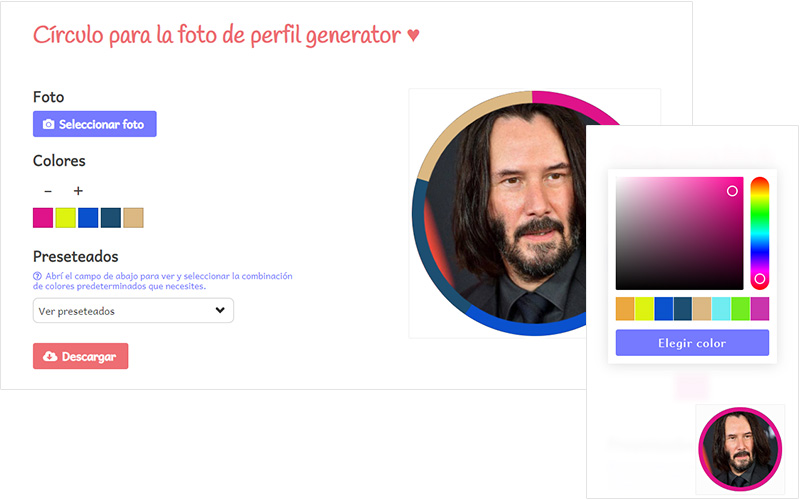 Círculo para la foto de perfil generator ♥
Foto
Seleccionar foto
Colores
− +
Preseteados
Abrí el campo de abajo para ver y seleccionar la combinación
de colores predeterminados que necesites.
Ver preseteados
Descargar
Elegir color